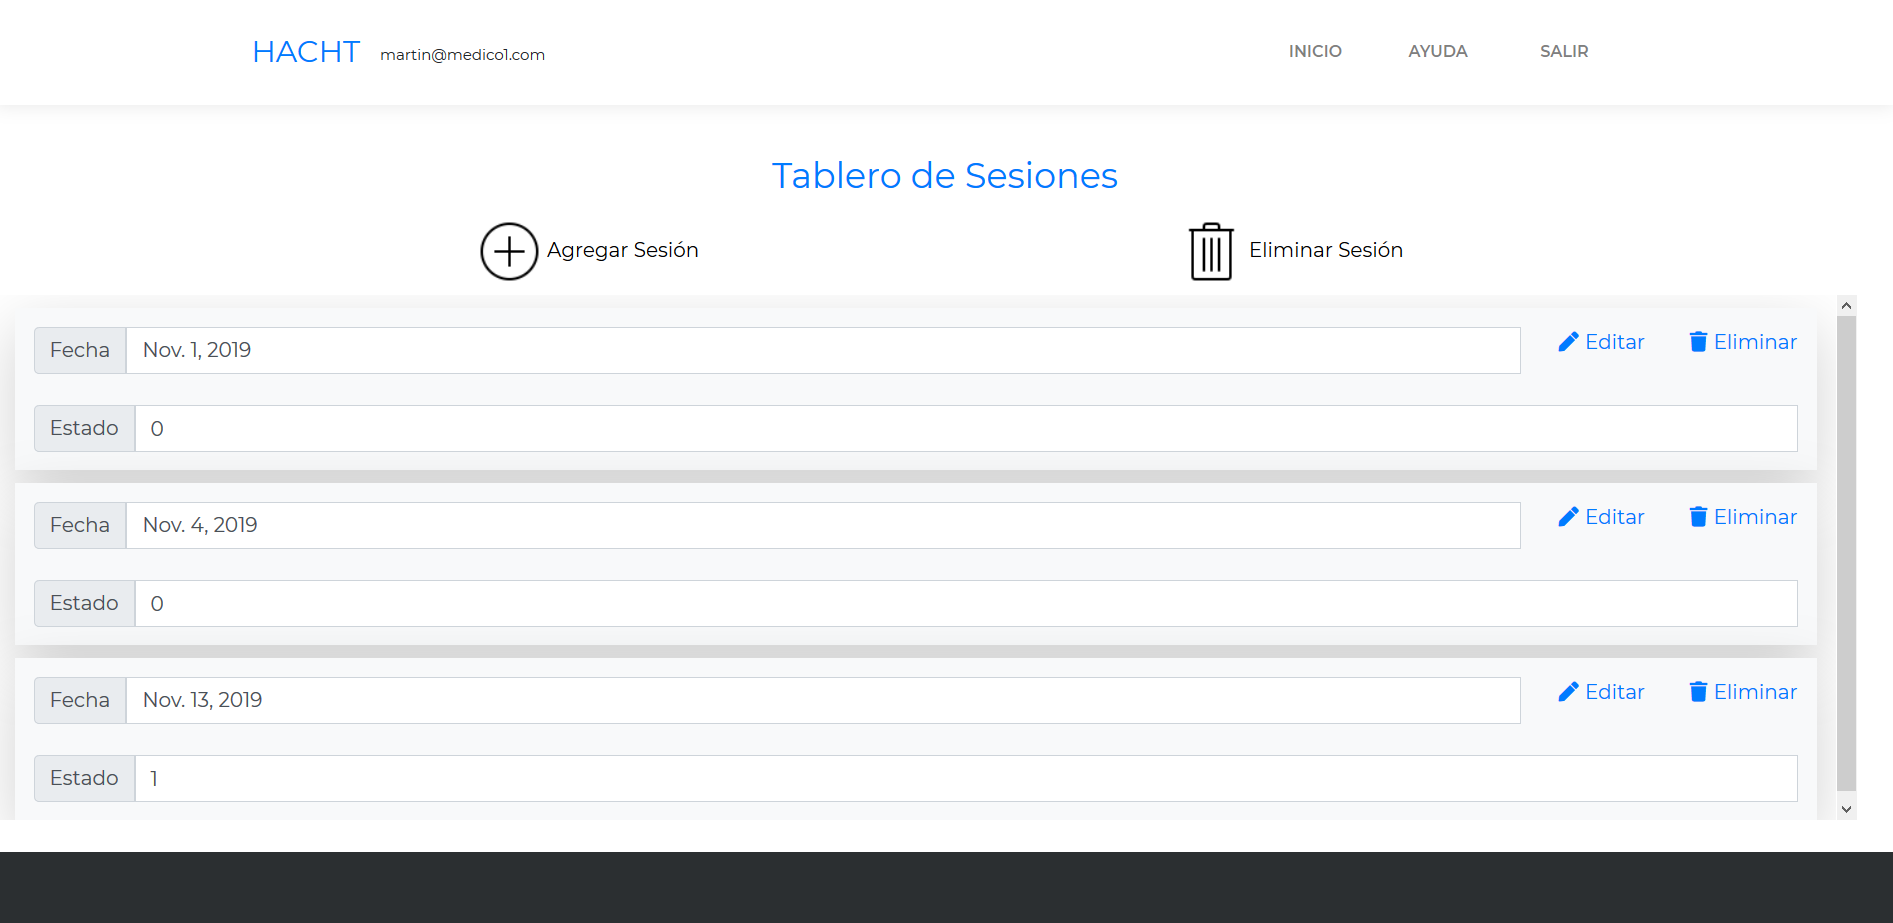 HACHT martin@medico1.com INICIO AYUDA SALIR
Tablero de Sesiones
Agregar Sesión Eliminar Sesión
Fecha Nov. 1, 2019 Editar Eliminar
Estado 0
Fecha Nov. 4, 2019 Editar Eliminar
Estado 0
Fecha Nov. 13, 2019 Editar Eliminar
Estado 1